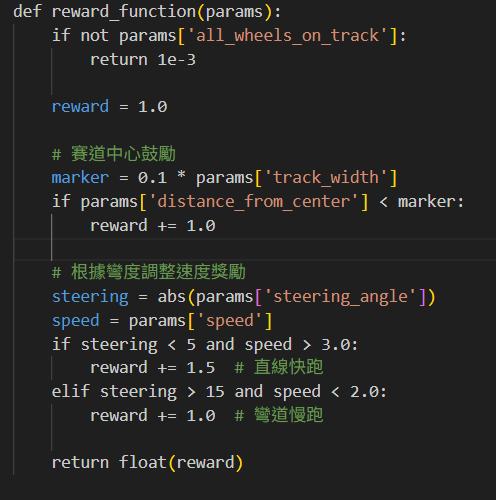 def reward_function(params):
    if not params['all_wheels_on_track']:
        return 1e-3

    reward = 1.0

    # 賽道中心鼓勵
    marker = 0.1 * params['track_width']
    if params['distance_from_center'] < marker:
        reward += 1.0

    # 根據彎度調整速度獎勵
    steering = abs(params['steering_angle'])
    speed = params['speed']
    if steering < 5 and speed > 3.0:
        reward += 1.5  # 直線快跑
    elif steering > 15 and speed < 2.0:
        reward += 1.0  # 彎道慢跑

    return float(reward)